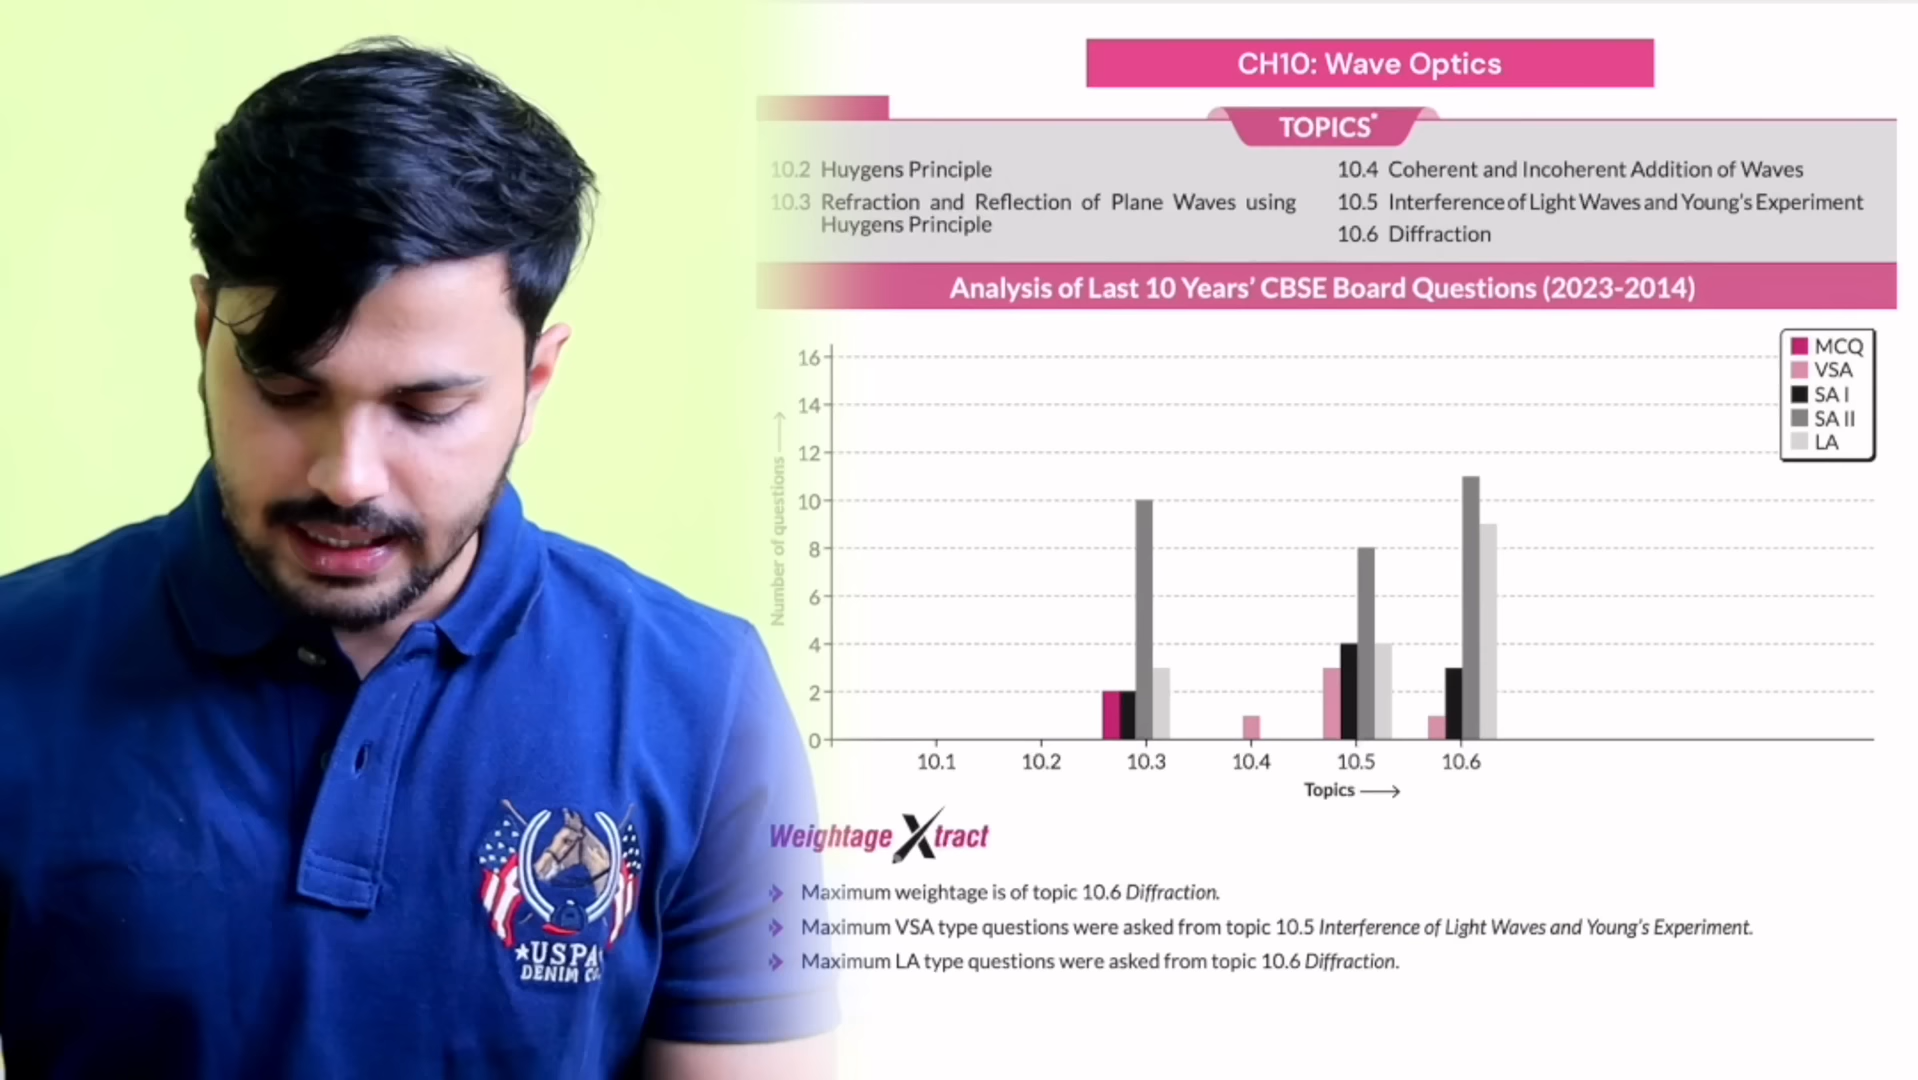 CH10: Wave Optics
TOPICS*
10.2 Huygens Principle
10.3 Refraction and Reflection of Plane Waves using
Huygens Principle
10.4 Coherent and Incoherent Addition of Waves
10.5 Interference of Light Waves and Young's Experiment
10.6 Diffraction
Analysis of Last 10 Years' CBSE Board Questions (2023-2014)
MCQ
VSA
SA I
SA II
LA
Number of questions
16
14
12
10
8
6
4
2
0
10.1 10.2 10.3 10.4 10.5 10.6
Topics
Weightage Xtract
Maximum weightage is of topic 10.6 Diffraction.
Maximum VSA type questions were asked from topic 10.5 Interference of Light Waves and Young's Experiment.
Maximum LA type questions were asked from topic 10.6 Diffraction.
USPA
DENIM